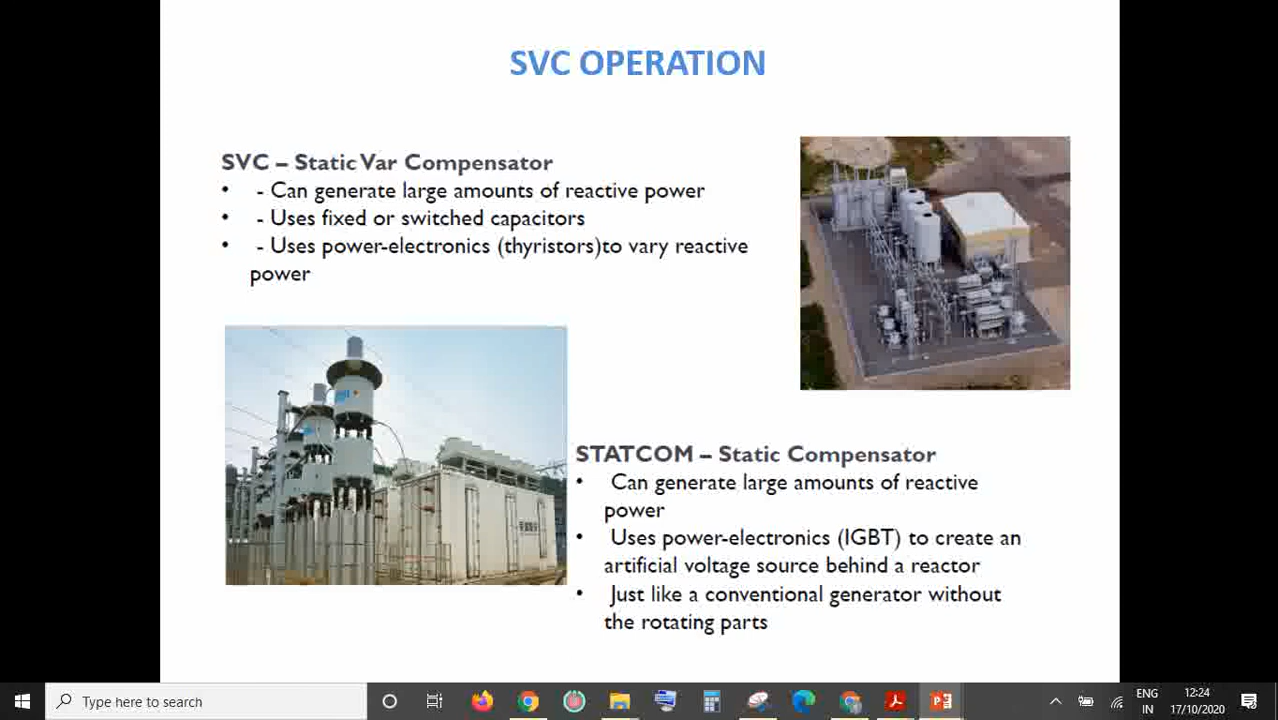 SVC OPERATION
SVC – Static Var Compensator
• - Can generate large amounts of reactive power
• - Uses fixed or switched capacitors
• - Uses power-electronics (thyristors)to vary reactive
power
STATCOM – Static Compensator
• Can generate large amounts of reactive
power
• Uses power-electronics (IGBT) to create an
artificial voltage source behind a reactor
• Just like a conventional generator without
the rotating parts
Type here to search
ENG
IN
12:24
17/10/2020